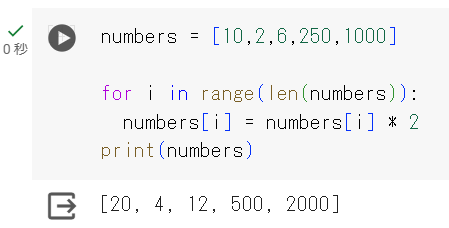 numbers = [10,2,6,250,1000]
for i in range(len(numbers)):
  numbers[i] = numbers[i] * 2
print(numbers)
0 秒
[20, 4, 12, 500, 2000]